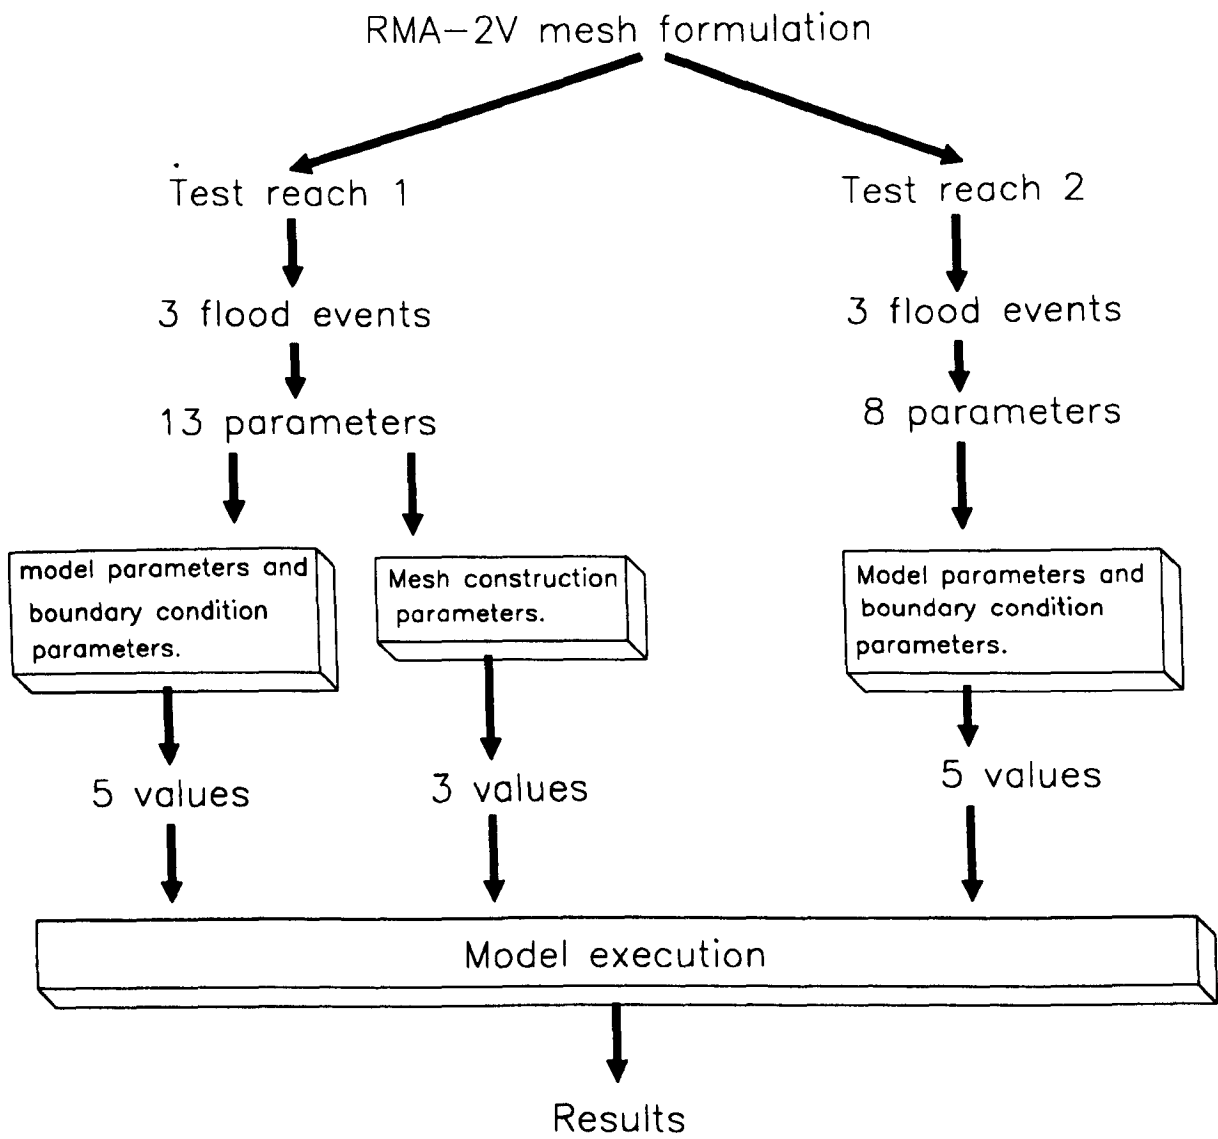 RMA-2V mesh formulation
Test reach 1
Test reach 2
3 flood events
3 flood events
13 parameters
8 parameters
model parameters and
boundary condition
parameters.
Mesh construction
parameters.
Model parameters and
boundary condition
parameters.
5 values
3 values
5 values
Model execution
Results